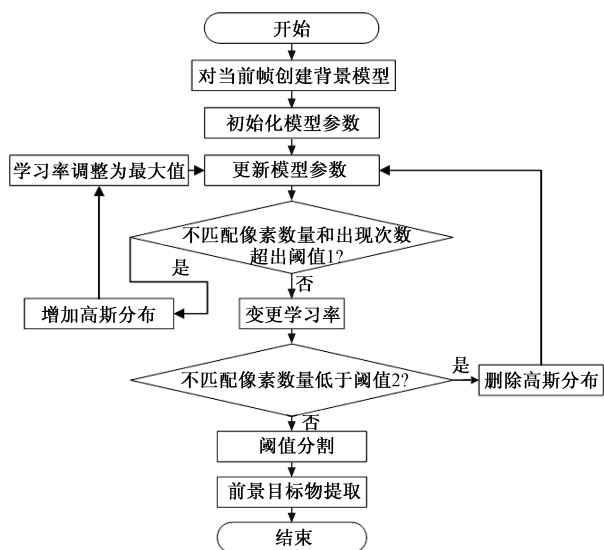 开始
对当前帧创建背景模型
初始化模型参数
学习率调整为最大值
更新模型参数
不匹配像素数量和出现次数
超出阈值1?
是
否
增加高斯分布
变更学习率
不匹配像素数量低于阈值2?
是
删除高斯分布
否
阈值分割
前景目标物提取
结束